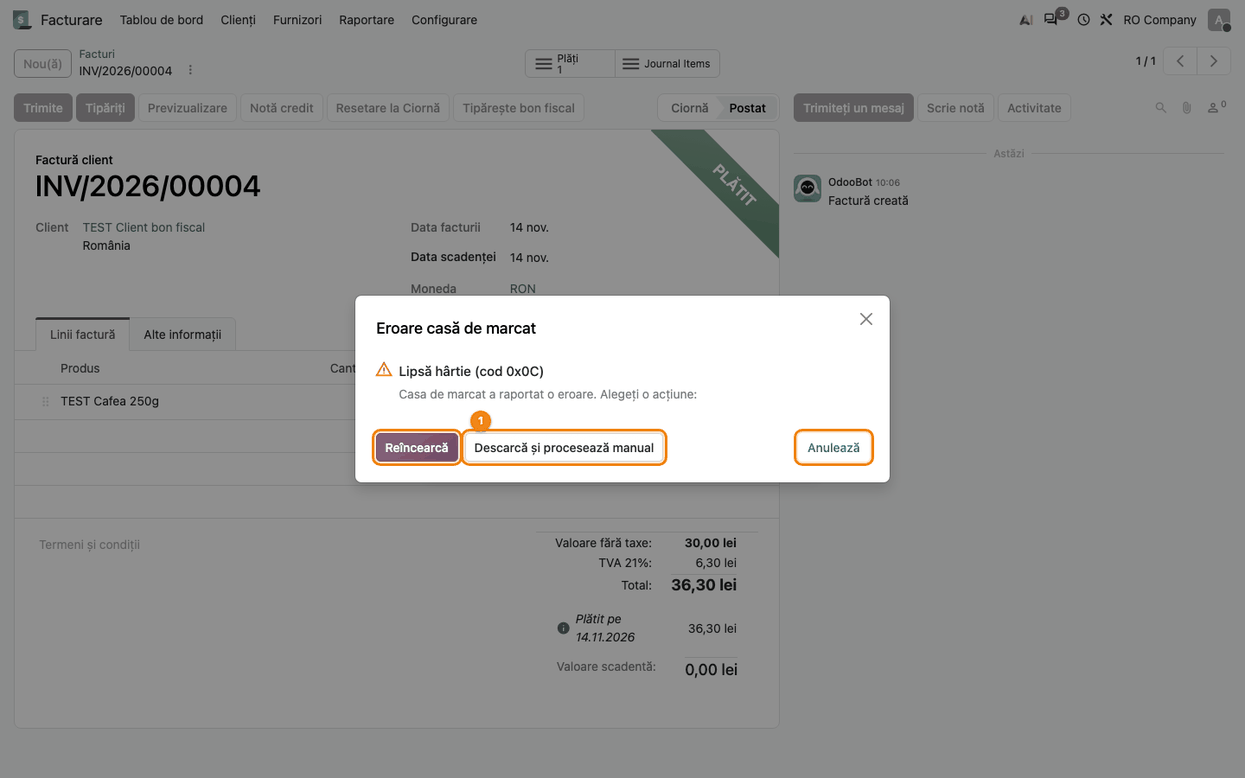 Facturare
Tablou de bord
Clienți
Furnizori
Raportare
Configurare
AI
3
RO Company
A
Nou(ă)
Facturi
INV/2026/00004
Plăți
1
Journal Items
1 / 1
Trimite
Tipăriți
Previzualizare
Notă credit
Resetare la Ciornă
Tipărește bon fiscal
Ciornă
Postat
Trimiteți un mesaj
Scrie notă
Activitate
0
Factură client
INV/2026/00004
PLĂTIT
Client
TEST Client bon fiscal
România
Data facturii
14 nov.
Data scadenței
14 nov.
Moneda
RON
Astăzi
OdooBot 10:06
Factură creată
Linii factură
Alte informații
Produs
Cant
TEST Cafea 250g
Eroare casă de marcat
Lipsă hârtie (cod 0x0C)
Casa de marcat a raportat o eroare. Alegeți o acțiune:
1
Reîncearcă
Descarcă și procesează manual
Anulează
Termeni și condiții
Valoare fără taxe: 30,00 lei
TVA 21%: 6,30 lei
Total: 36,30 lei
Plătit pe
14.11.2026
36,30 lei
Valoare scadentă: 0,00 lei